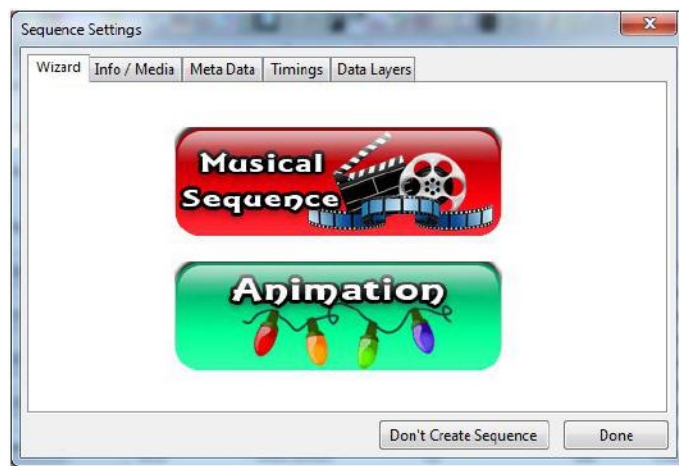 Sequence Settings
Wizard Info / Media Meta Data Timings Data Layers
Musical
Sequence
Animation
Don't Create Sequence Done